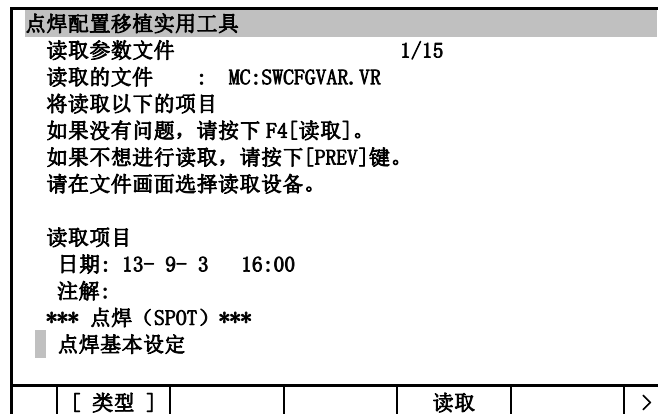 点焊配置移植实用工具
读取参数文件 1/15
读取的文件 : MC:SWCFGVAR.VR
将读取以下的项目
如果没有问题，请按下F4[读取]。
如果不想进行读取，请按下[PREV]键。
请在文件画面选择读取设备。
读取项目
日期: 13- 9- 3 16:00
注解:
*** 点焊（SPOT）***
点焊基本设定
[ 类型 ] 读取 >